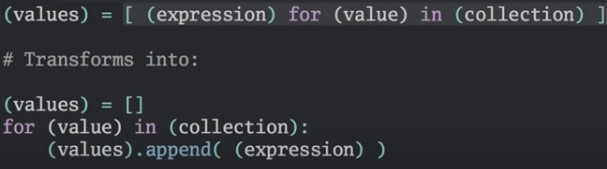 (values) = [ (expression) for (value) in (collection) ]
# Transforms into:
(values) = []
for (value) in (collection):
    (values).append( (expression) )